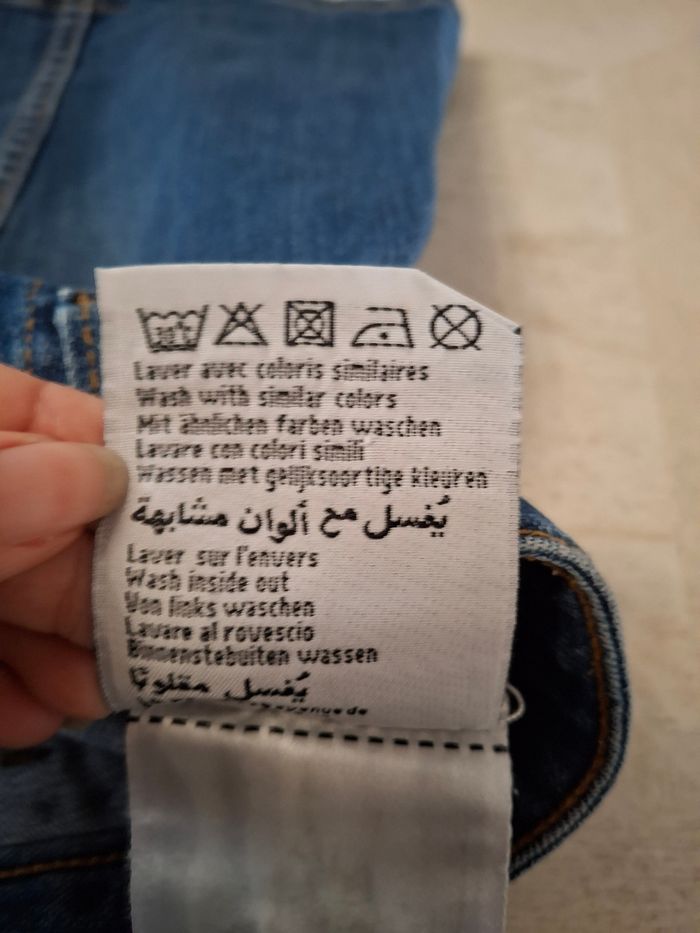 30°C
Laver avec coloris similaires
Wash with similar colors
Mit ähnlichen farben waschen
Lavare con colori simili
Wassen met gelijksoortige kleuren
يُغسل مع ألوان مشابهة
Laver sur l'envers
Wash inside out
Von links waschen
Lavare al rovescio
Binnenstebuiten wassen
يُغسل مقلوبًا